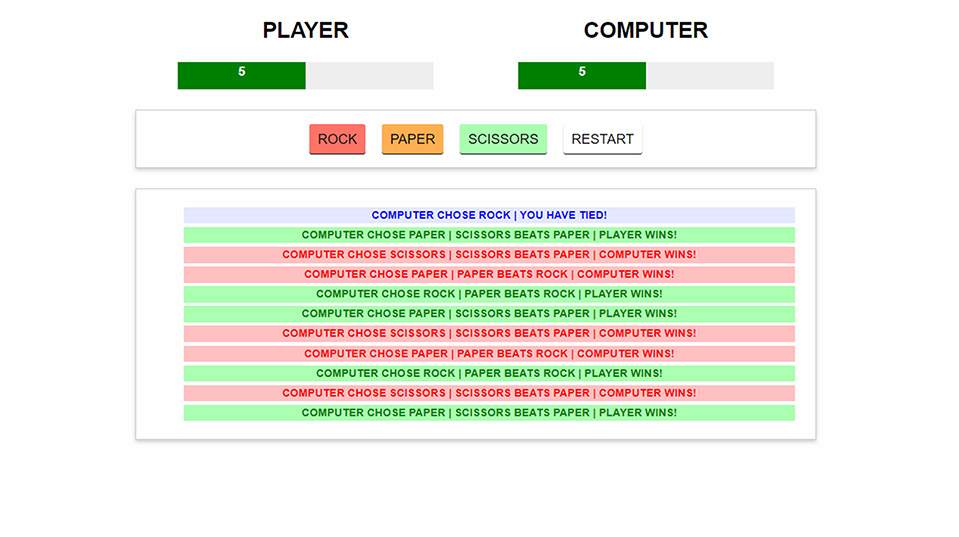 PLAYER COMPUTER
5 5
ROCK PAPER SCISSORS RESTART
COMPUTER CHOSE ROCK | YOU HAVE TIED!
COMPUTER CHOSE PAPER | SCISSORS BEATS PAPER | PLAYER WINS!
COMPUTER CHOSE SCISSORS | SCISSORS BEATS PAPER | COMPUTER WINS!
COMPUTER CHOSE PAPER | PAPER BEATS ROCK | COMPUTER WINS!
COMPUTER CHOSE ROCK | PAPER BEATS ROCK | PLAYER WINS!
COMPUTER CHOSE PAPER | SCISSORS BEATS PAPER | PLAYER WINS!
COMPUTER CHOSE SCISSORS | SCISSORS BEATS PAPER | COMPUTER WINS!
COMPUTER CHOSE PAPER | PAPER BEATS ROCK | COMPUTER WINS!
COMPUTER CHOSE ROCK | PAPER BEATS ROCK | PLAYER WINS!
COMPUTER CHOSE SCISSORS | SCISSORS BEATS PAPER | COMPUTER WINS!
COMPUTER CHOSE PAPER | SCISSORS BEATS PAPER | PLAYER WINS!